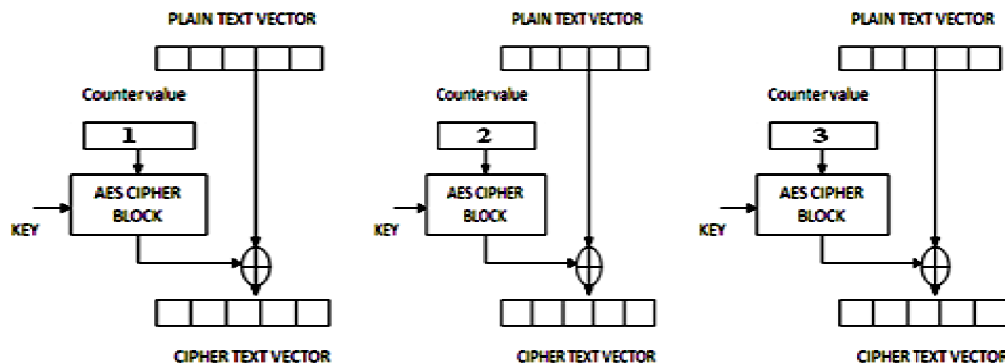 PLAIN TEXT VECTOR PLAIN TEXT VECTOR PLAIN TEXT VECTOR
Counter value Counter value Counter value
1 2 3
AES CIPHER BLOCK AES CIPHER BLOCK AES CIPHER BLOCK
KEY KEY KEY
CIPHER TEXT VECTOR CIPHER TEXT VECTOR CIPHER TEXT VECTOR